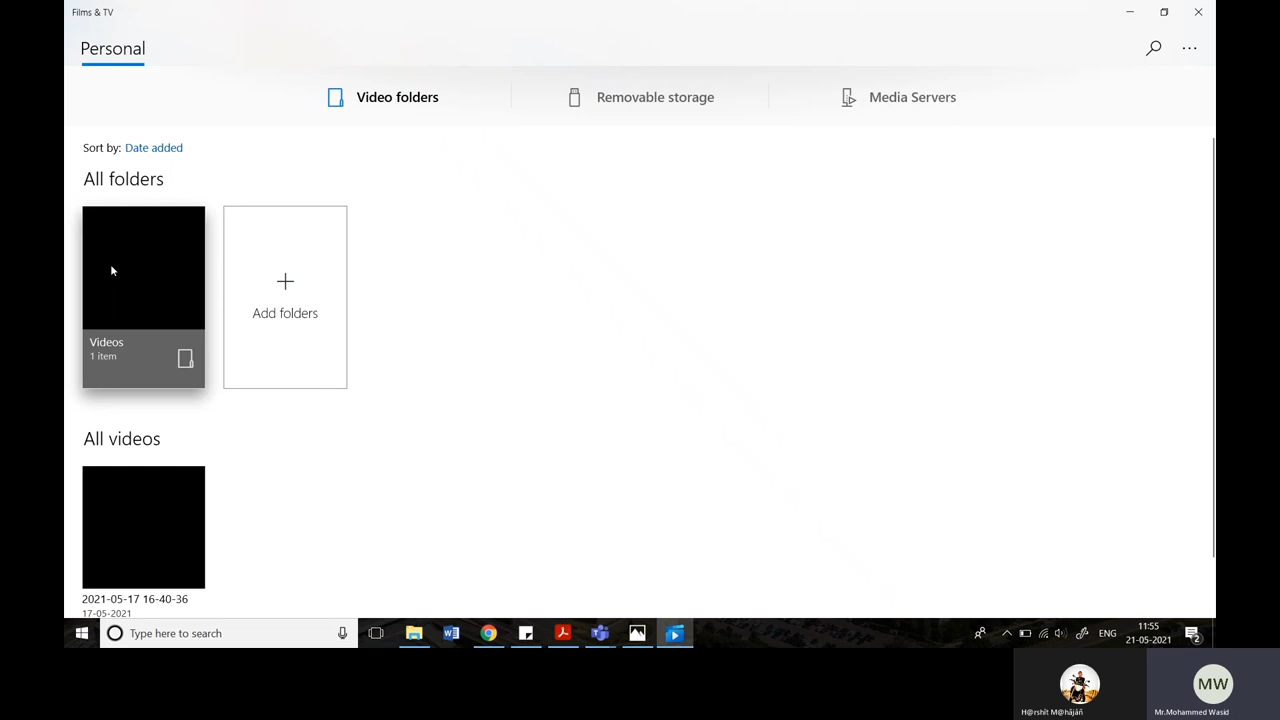 Films & TV
Personal
Video folders
Removable storage
Media Servers
Sort by: Date added
All folders
Videos
1 item
Add folders
All videos
2021-05-17 16-40-36
17-05-2021
Type here to search
ENG
11:55
21-05-2021
2
MW
H@rshit M@hãjáñ
Mr.Mohammed Wasid